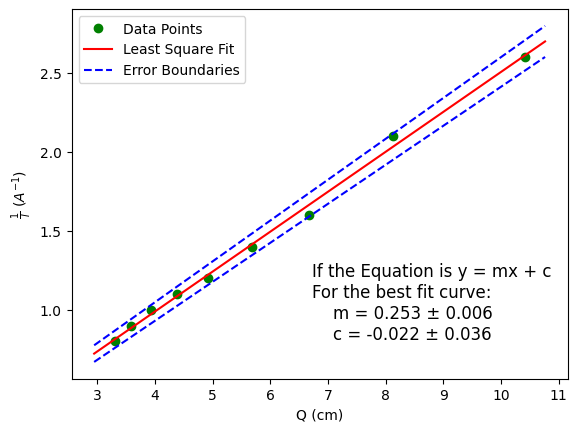 Data Points
Least Square Fit
Error Boundaries
2.5
2.0
1.5
1.0
1/I (A⁻¹)
If the Equation is y = mx + c
For the best fit curve:
m = 0.253 ± 0.006
c = -0.022 ± 0.036
3 4 5 6 7 8 9 10 11
Q (cm)